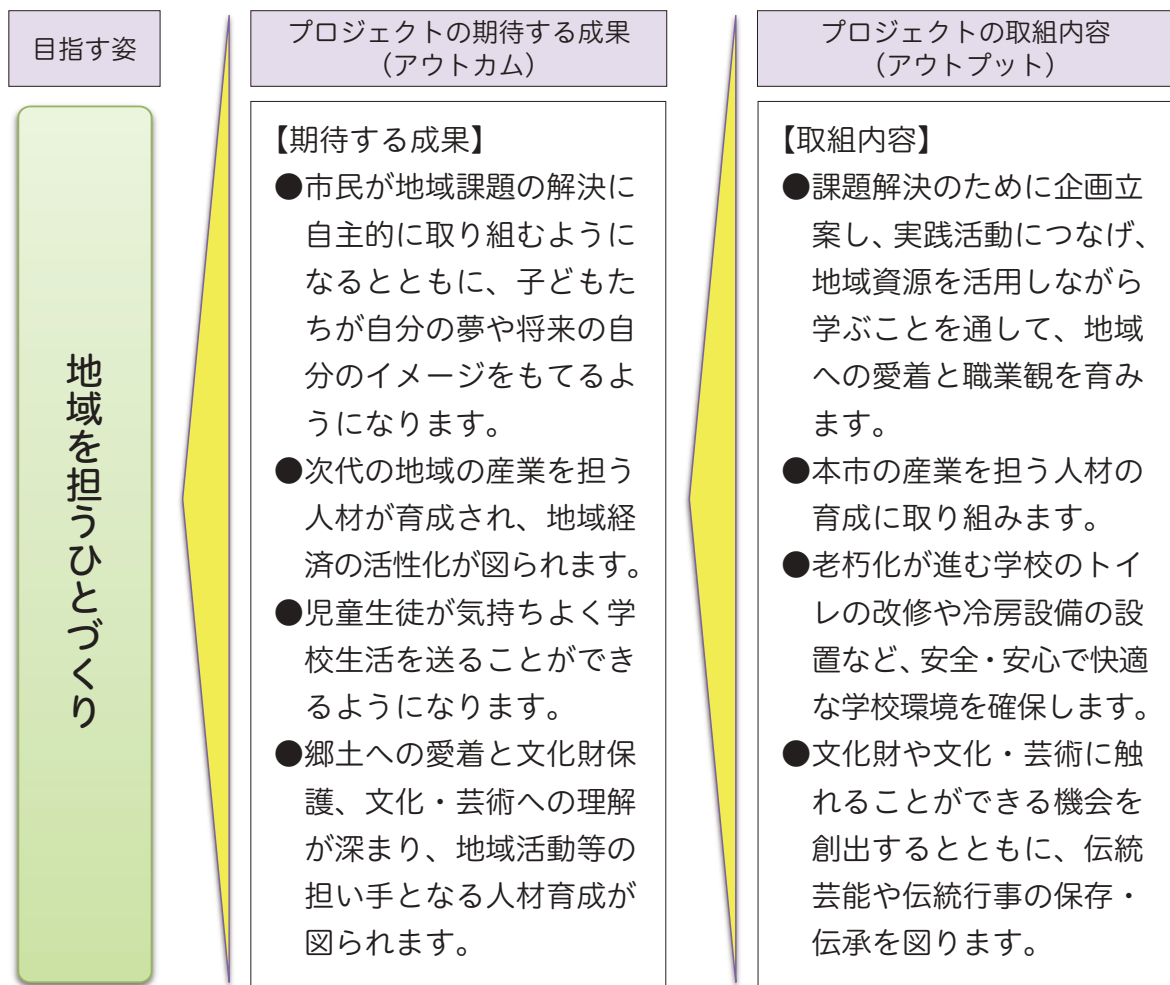 目指す姿
地域を担うひとづくり
プロジェクトの期待する成果
（アウトカム）
【期待する成果】
●市民が地域課題の解決に
自主的に取り組むように
なるとともに、子どもた
ちが自分の夢や将来の自
分のイメージをもてるよ
うになります。
●次代の地域の産業を担う
人材が育成され、地域経
済の活性化が図られます。
●児童生徒が気持ちよく学
校生活を送ることができ
るようになります。
●郷土への愛着と文化財保
護、文化・芸術への理解
が深まり、地域活動等の
担い手となる人材育成が
図られます。
プロジェクトの取組内容
（アウトプット）
【取組内容】
●課題解決のために企画立
案し、実践活動につなげ、
地域資源を活用しながら
学ぶことを通して、地域
への愛着と職業観を育み
ます。
●本市の産業を担う人材の
育成に取り組みます。
●老朽化が進む学校のトイ
レの改修や冷房設備の設
置など、安全・安心で快適
な学校環境を確保します。
●文化財や文化・芸術に触
れることができる機会を
創出するとともに、伝統
芸能や伝統行事の保存・
伝承を図ります。